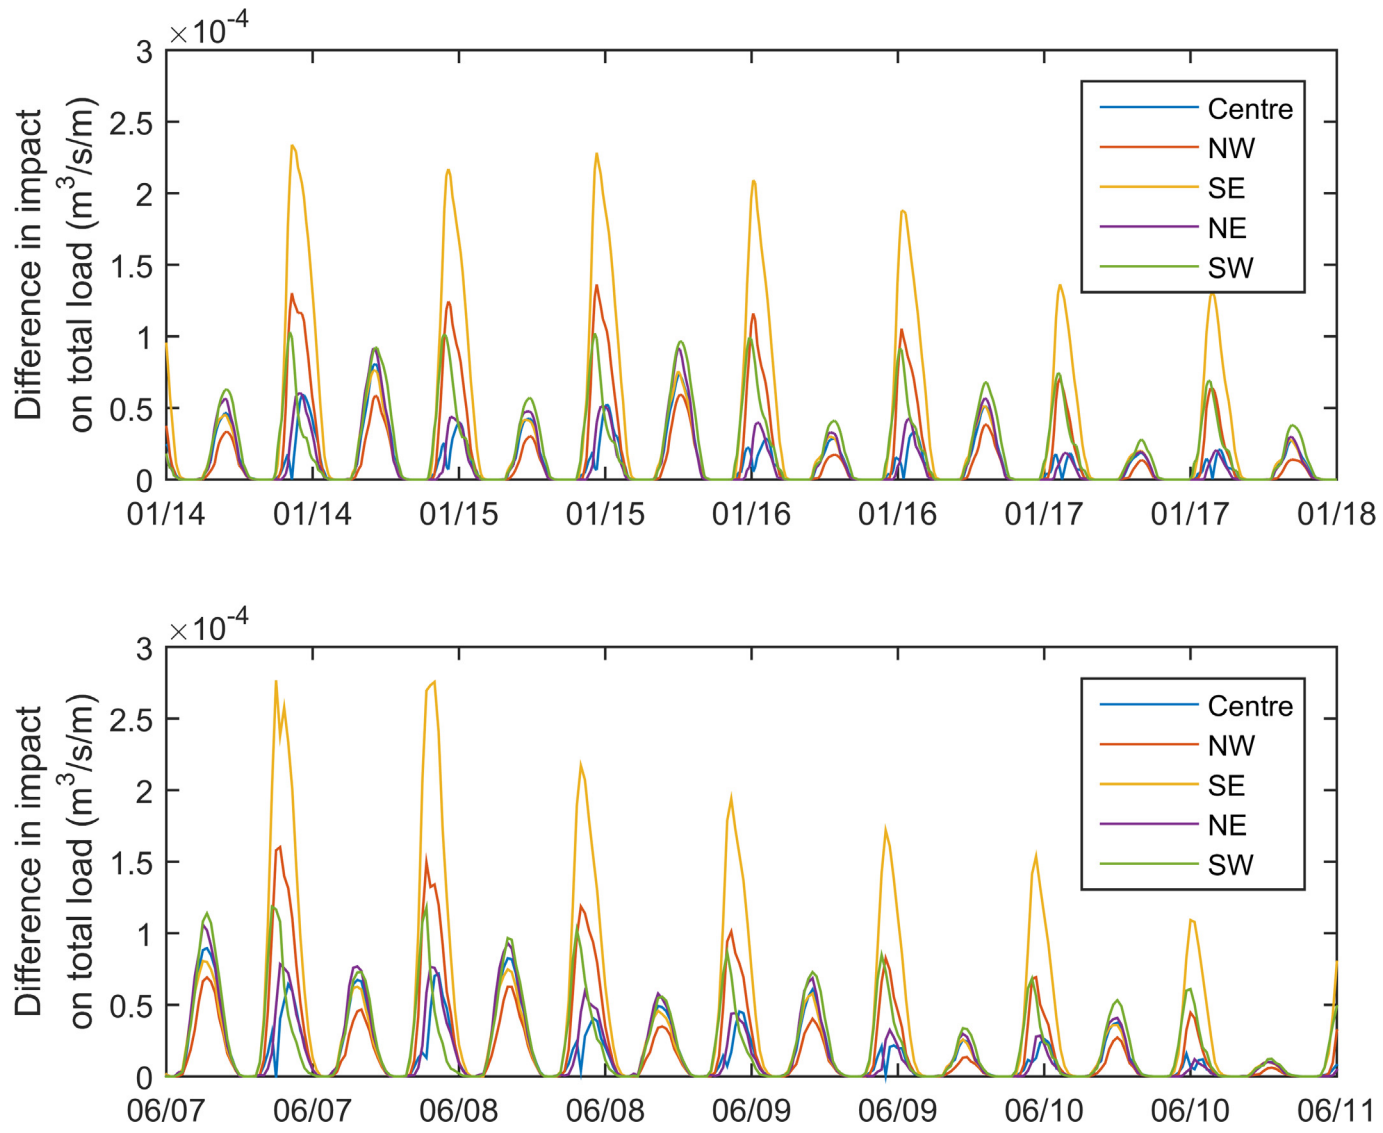 ×10-4
3
2.5
2
1.5
1
0.5
0
Difference in impact
on total load (m3/s/m)
Centre
NW
SE
NE
SW
01/14 01/14 01/15 01/15 01/16 01/16 01/17 01/17 01/18
×10-4
3
2.5
2
1.5
1
0.5
0
Difference in impact
on total load (m3/s/m)
Centre
NW
SE
NE
SW
06/07 06/07 06/08 06/08 06/09 06/09 06/10 06/10 06/11